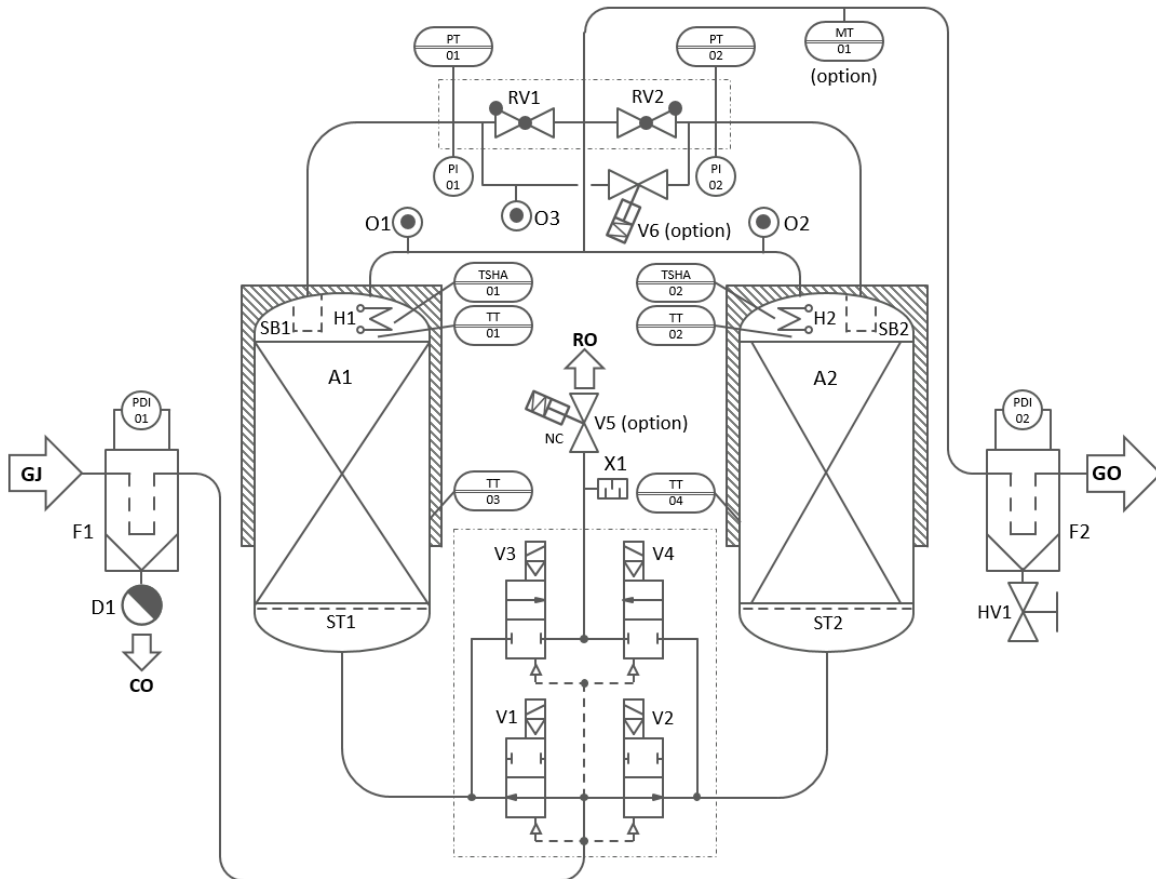 PT
01
PT
02
MT
01
(option)
RV1
RV2
PI
01
PI
02
O1
O3
V6 (option)
O2
TSHA
01
TSHA
02
SB1
H1
TT
01
TT
02
H2
SB2
RO
A1
A2
PDI
01
NC
V5 (option)
PDI
02
GJ
X1
GO
TT
03
TT
04
F1
F2
V3
V4
D1
ST1
ST2
HV1
CO
V1
V2